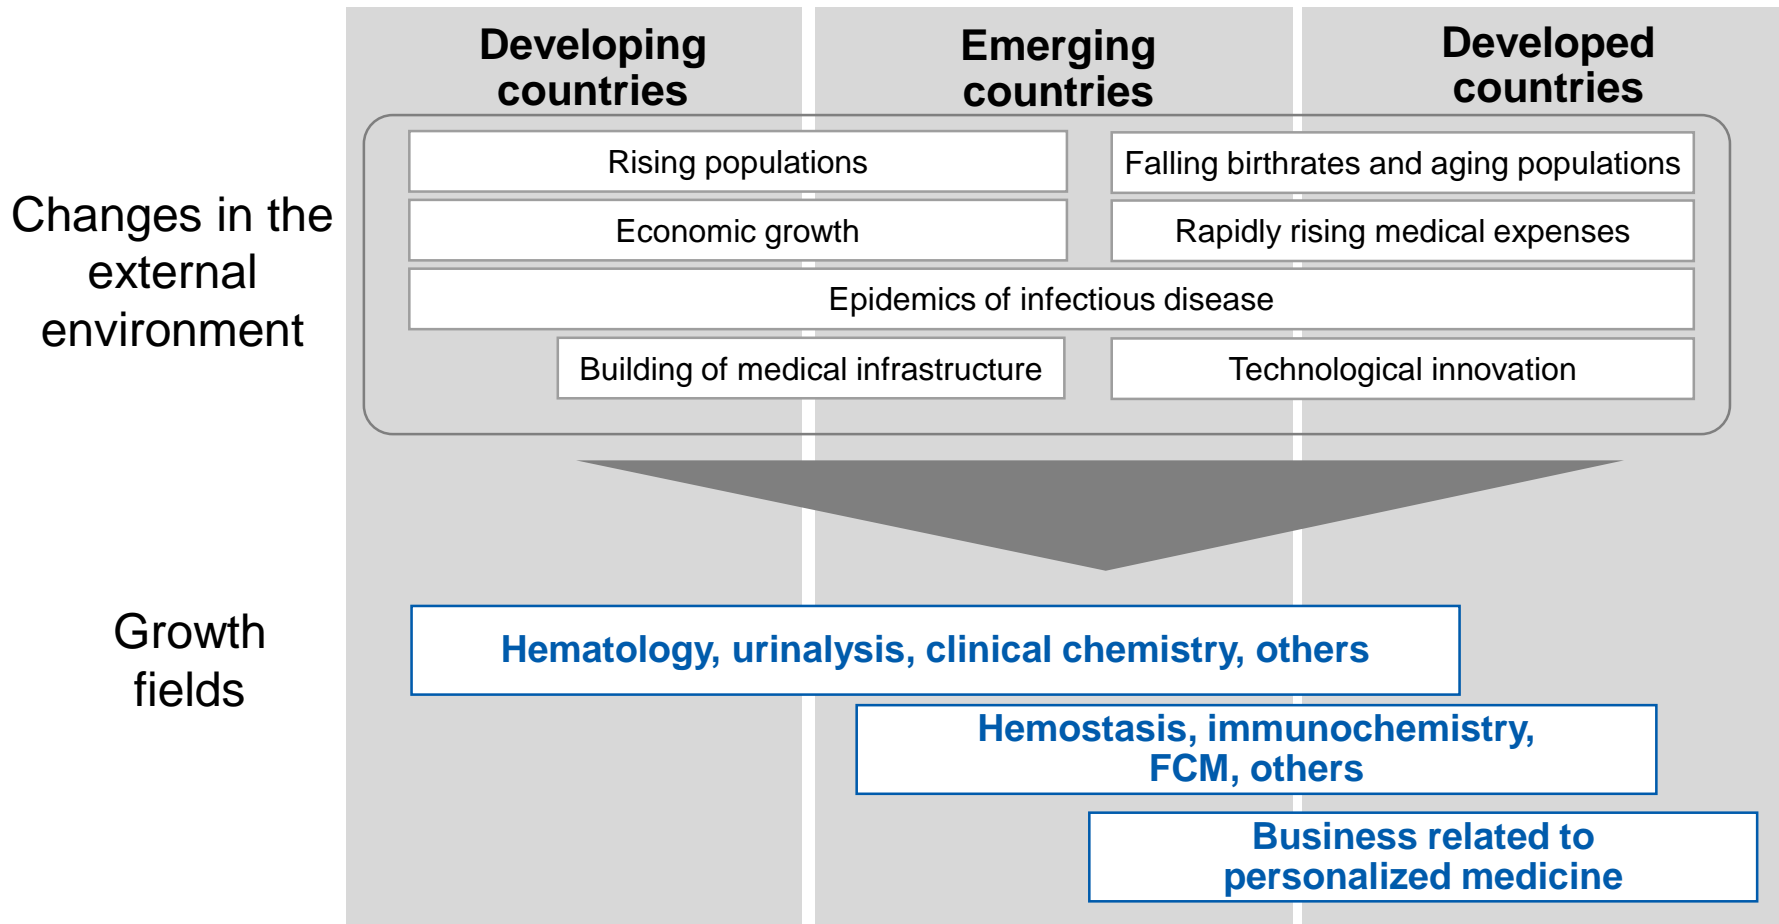 Developing
countries
Emerging
countries
Developed
countries
Changes in the
external
environment
Rising populations
Falling birthrates and aging populations
Economic growth
Rapidly rising medical expenses
Epidemics of infectious disease
Building of medical infrastructure
Technological innovation
Growth
fields
Hematology, urinalysis, clinical chemistry, others
Hemostasis, immunochemistry,
FCM, others
Business related to
personalized medicine